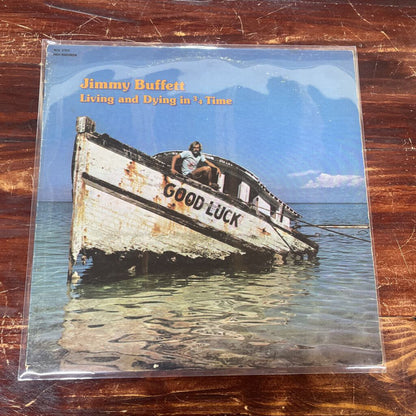 Jimmy Buffett
Living and Dying in 3/4 Time
GOOD LUCK